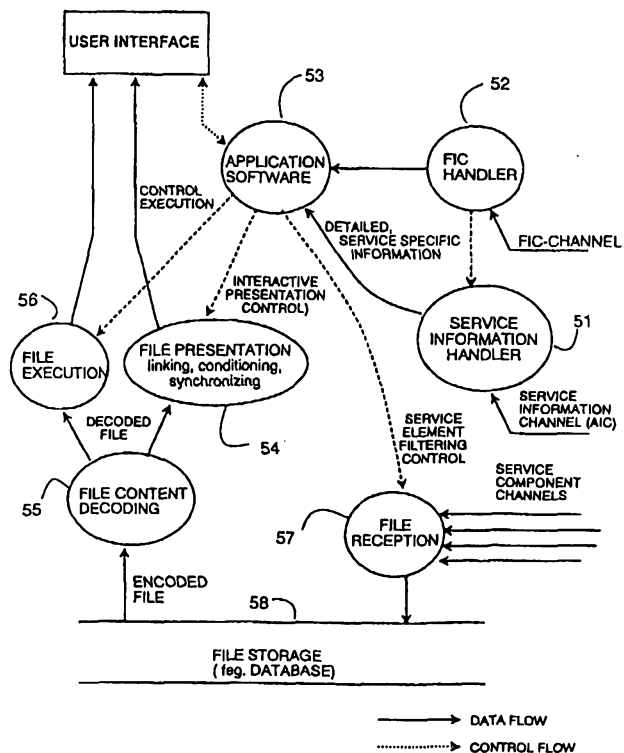 USER INTERFACE
53
52
APPLICATION
SOFTWARE
FIC
HANDLER
CONTROL
EXECUTION
DETAILED,
SERVICE SPECIFIC
INFORMATION
FIC-CHANNEL
56
INTERACTIVE
PRESENTATION
CONTROL)
51
SERVICE
INFORMATION
HANDLER
FILE
EXECUTION
FILE PRESENTATION
linking, conditioning,
synchronizing
54
DECODED
FILE
SERVICE
INFORMATION
CHANNEL (AIC)
SERVICE
ELEMENT
FILTERING
CONTROL
55
FILE CONTENT
DECODING
SERVICE
COMPONENT
CHANNELS
57
FILE
RECEPTION
ENCODED
FILE
58
FILE STORAGE
( feg. DATABASE)
DATA FLOW
CONTROL FLOW